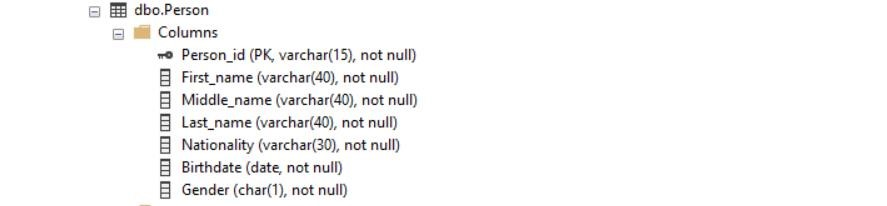 dbo.Person
Columns
Person_id (PK, varchar(15), not null)
First_name (varchar(40), not null)
Middle_name (varchar(40), not null)
Last_name (varchar(40), not null)
Nationality (varchar(30), not null)
Birthdate (date, not null)
Gender (char(1), not null)